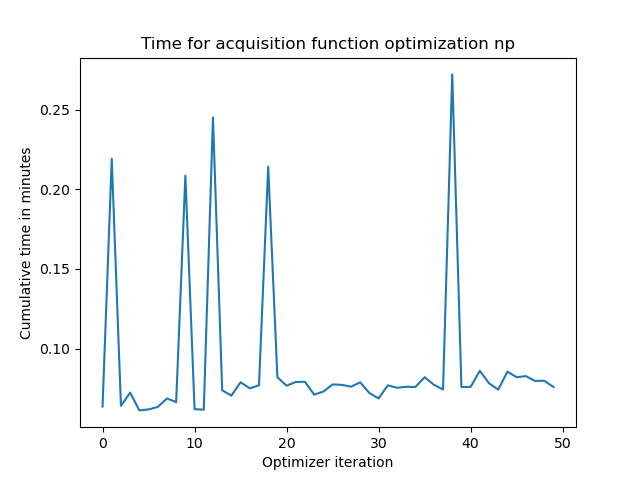 Time for acquisition function optimization np
Cumulative time in minutes
0.25
0.20
0.15
0.10
0 10 20 30 40 50
Optimizer iteration